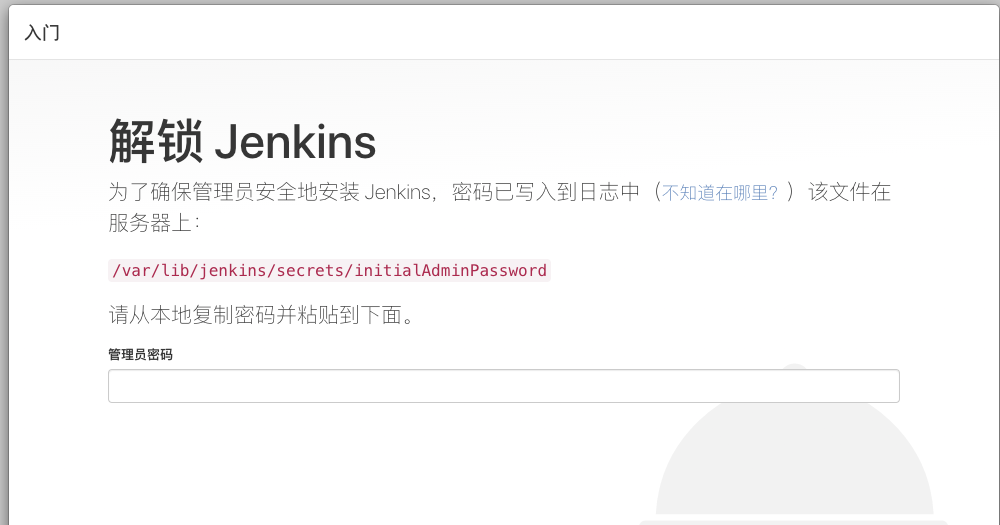 入门
解锁 Jenkins
为了确保管理员安全地安装 Jenkins，密码已写入到日志中（不知道在哪里？）该文件在
服务器上：
/var/lib/jenkins/secrets/initialAdminPassword
请从本地复制密码并粘贴到下面。
管理员密码